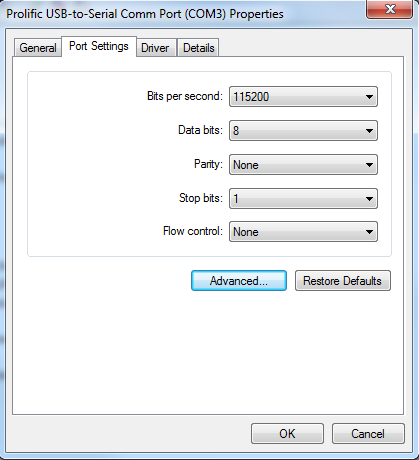 Prolific USB-to-Serial Comm Port (COM3) Properties
General Port Settings Driver Details
Bits per second: 115200
Data bits: 8
Parity: None
Stop bits: 1
Flow control: None
Advanced... Restore Defaults
OK Cancel